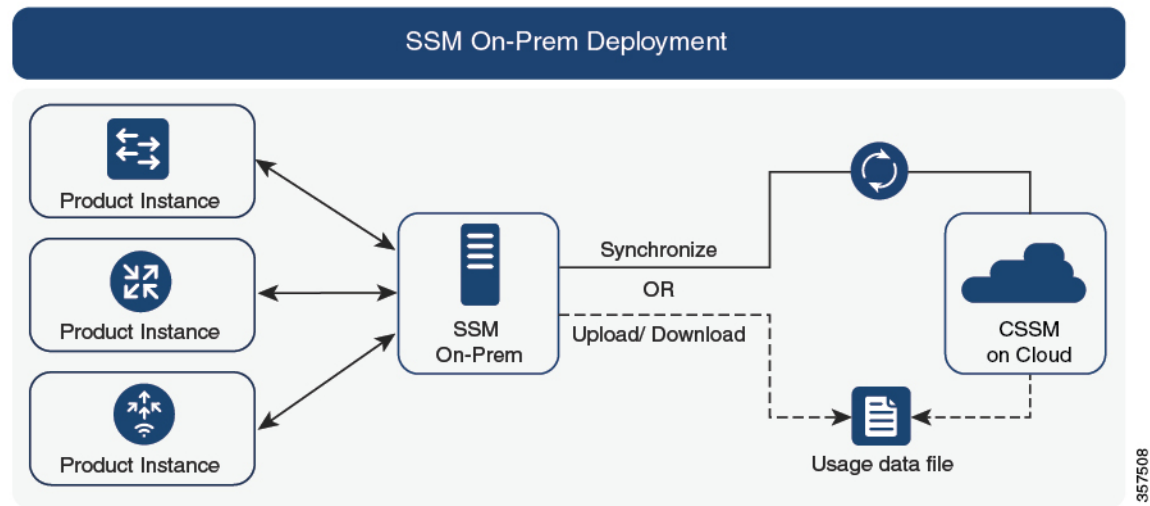 SSM On-Prem Deployment
Product Instance
Product Instance
Product Instance
SSM
On-Prem
Synchronize
OR
Upload/ Download
CSSM
on Cloud
Usage data file
357508